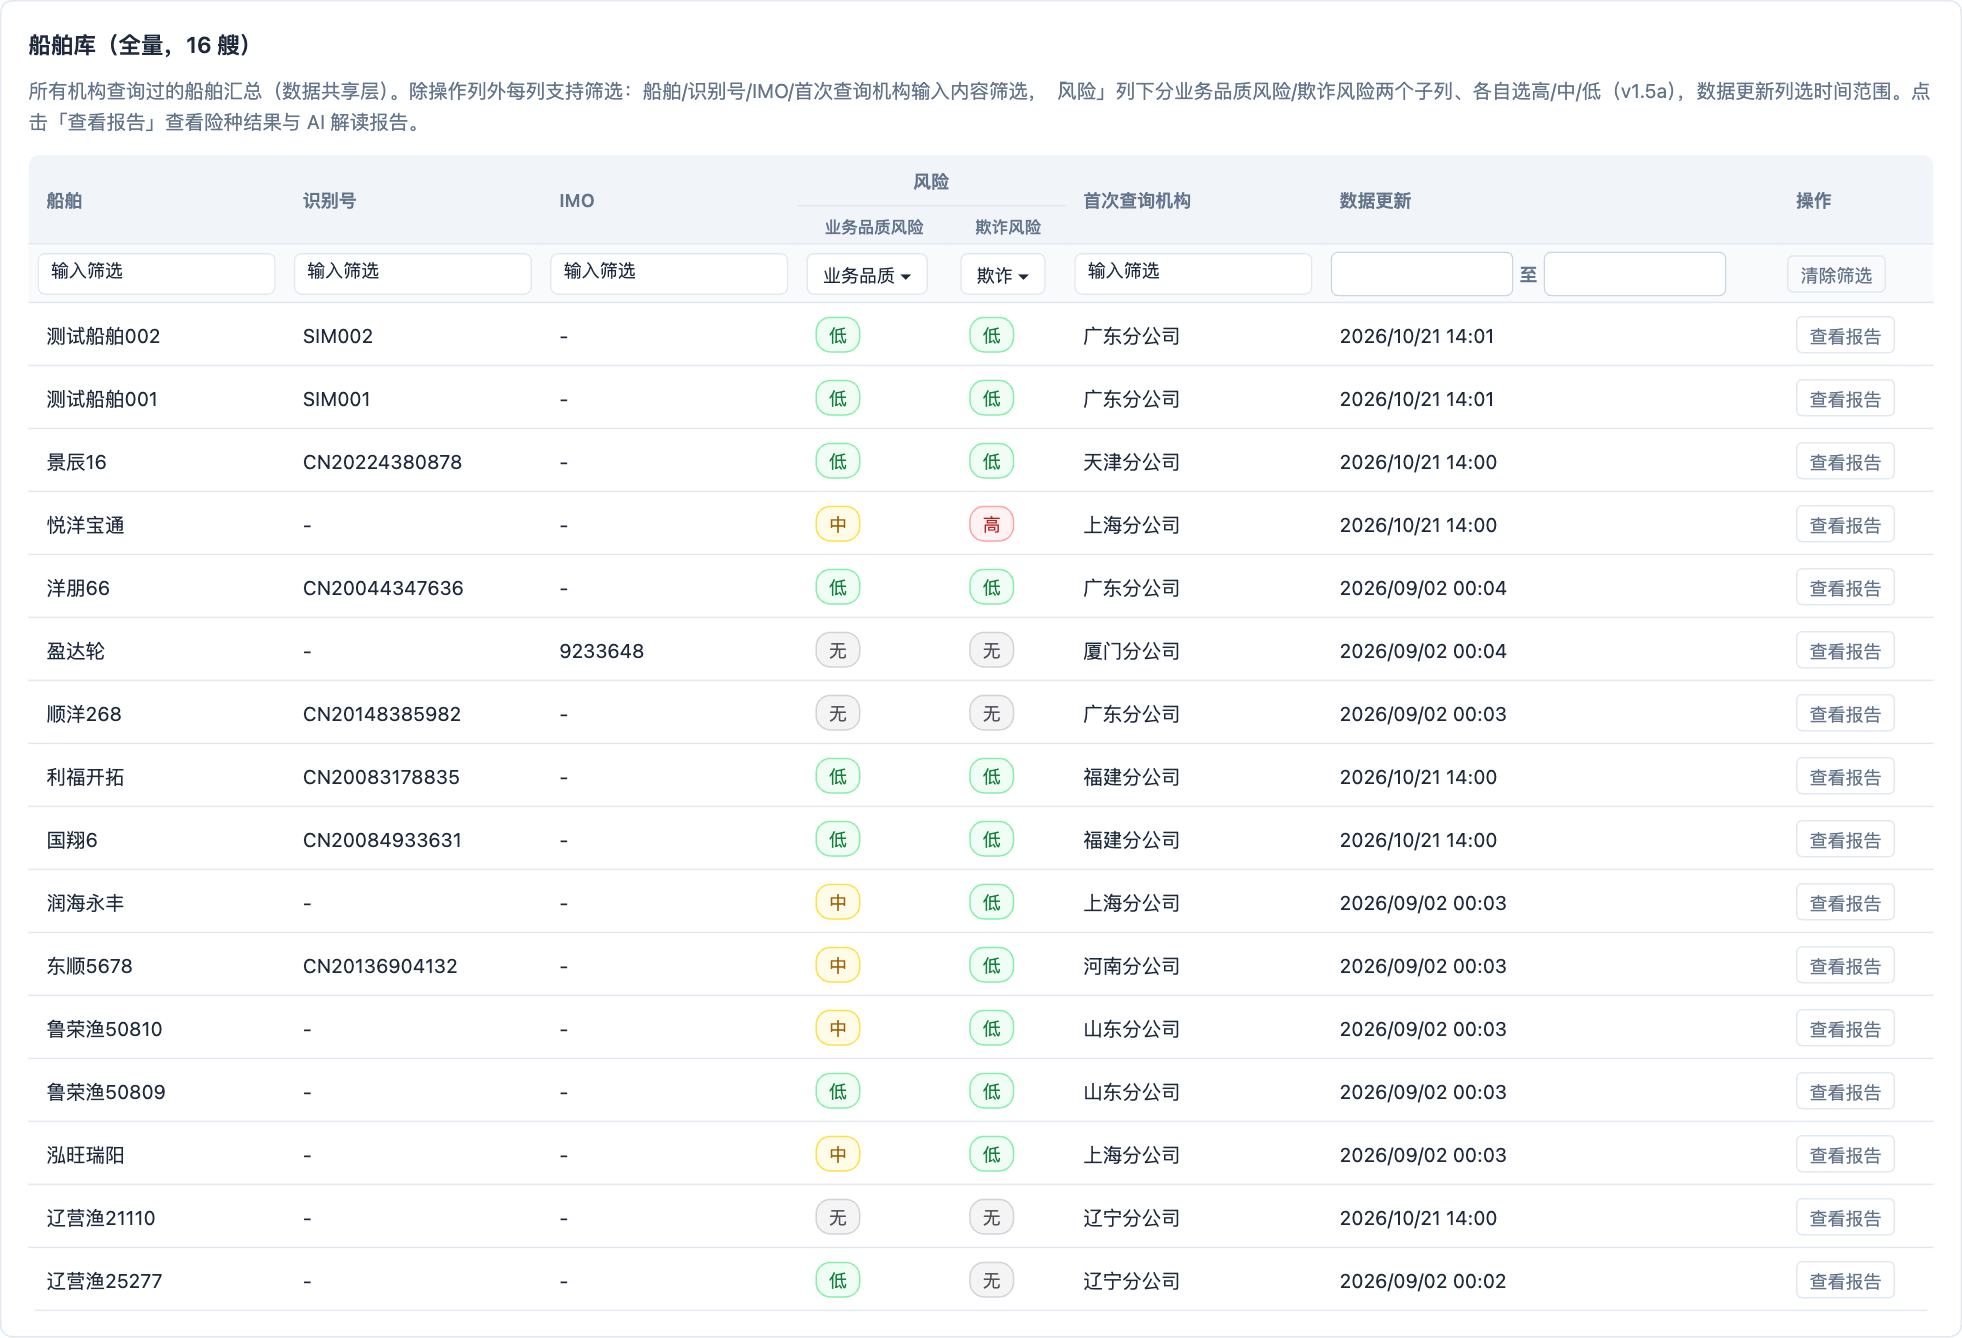 船舶库（全量，16 艘）
所有机构查询过的船舶汇总（数据共享层）。除操作列外每列支持筛选：船舶/识别号/IMO/首次查询机构输入内容筛选，「风险」列下分业务品质风险/欺诈风险两个子列、各自选高/中/低（v1.5a），数据更新列选时间范围。点
击「查看报告」查看险种结果与 AI 解读报告。
船舶 识别号 IMO 风险 首次查询机构 数据更新 操作
业务品质风险 欺诈风险
输入筛选 输入筛选 输入筛选 业务品质 欺诈 输入筛选 至 清除筛选
测试船舶002 SIM002 - 低 低 广东分公司 2026/10/21 14:01 查看报告
测试船舶001 SIM001 - 低 低 广东分公司 2026/10/21 14:01 查看报告
景辰16 CN20224380878 - 低 低 天津分公司 2026/10/21 14:00 查看报告
悦洋宝通 - - 中 高 上海分公司 2026/10/21 14:00 查看报告
洋朋66 CN20044347636 - 低 低 广东分公司 2026/09/02 00:04 查看报告
盈达轮 - 9233648 无 无 厦门分公司 2026/09/02 00:04 查看报告
顺洋268 CN20148385982 - 无 无 广东分公司 2026/09/02 00:03 查看报告
利福开拓 CN20083178835 - 低 低 福建分公司 2026/10/21 14:00 查看报告
国翔6 CN20084933631 - 低 低 福建分公司 2026/10/21 14:00 查看报告
润海永丰 - - 中 低 上海分公司 2026/09/02 00:03 查看报告
东顺5678 CN20136904132 - 中 低 河南分公司 2026/09/02 00:03 查看报告
鲁荣渔50810 - - 中 低 山东分公司 2026/09/02 00:03 查看报告
鲁荣渔50809 - - 低 低 山东分公司 2026/09/02 00:03 查看报告
泓旺瑞阳 - - 中 低 上海分公司 2026/09/02 00:03 查看报告
辽营渔21110 - - 无 无 辽宁分公司 2026/10/21 14:00 查看报告
辽营渔25277 - - 低 无 辽宁分公司 2026/09/02 00:02 查看报告